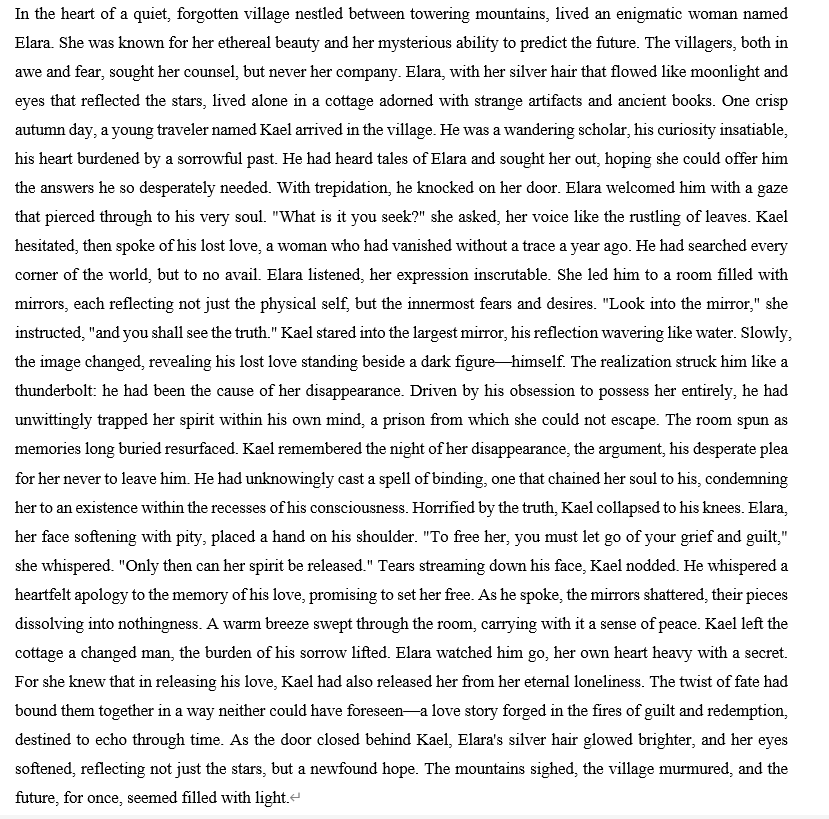 In the heart of a quiet, forgotten village nestled between towering mountains, lived an enigmatic woman named
Elara. She was known for her ethereal beauty and her mysterious ability to predict the future. The villagers, both in
awe and fear, sought her counsel, but never her company. Elara, with her silver hair that flowed like moonlight and
eyes that reflected the stars, lived alone in a cottage adorned with strange artifacts and ancient books. One crisp
autumn day, a young traveler named Kael arrived in the village. He was a wandering scholar, his curiosity insatiable,
his heart burdened by a sorrowful past. He had heard tales of Elara and sought her out, hoping she could offer him
the answers he so desperately needed. With trepidation, he knocked on her door. Elara welcomed him with a gaze
that pierced through to his very soul. "What is it you seek?" she asked, her voice like the rustling of leaves. Kael
hesitated, then spoke of his lost love, a woman who had vanished without a trace a year ago. He had searched every
corner of the world, but to no avail. Elara listened, her expression inscrutable. She led him to a room filled with
mirrors, each reflecting not just the physical self, but the innermost fears and desires. "Look into the mirror," she
instructed, "and you shall see the truth." Kael stared into the largest mirror, his reflection wavering like water. Slowly,
the image changed, revealing his lost love standing beside a dark figure—himself. The realization struck him like a
thunderbolt: he had been the cause of her disappearance. Driven by his obsession to possess her entirely, he had
unwittingly trapped her spirit within his own mind, a prison from which she could not escape. The room spun as
memories long buried resurfaced. Kael remembered the night of her disappearance, the argument, his desperate plea
for her never to leave him. He had unknowingly cast a spell of binding, one that chained her soul to his, condemning
her to an existence within the recesses of his consciousness. Horrified by the truth, Kael collapsed to his knees. Elara,
her face softening with pity, placed a hand on his shoulder. "To free her, you must let go of your grief and guilt,"
she whispered. "Only then can her spirit be released." Tears streaming down his face, Kael nodded. He whispered a
heartfelt apology to the memory of his love, promising to set her free. As he spoke, the mirrors shattered, their pieces
dissolving into nothingness. A warm breeze swept through the room, carrying with it a sense of peace. Kael left the
cottage a changed man, the burden of his sorrow lifted. Elara watched him go, her own heart heavy with a secret.
For she knew that in releasing his love, Kael had also released her from her eternal loneliness. The twist of fate had
bound them together in a way neither could have foreseen—a love story forged in the fires of guilt and redemption,
destined to echo through time. As the door closed behind Kael, Elara's silver hair glowed brighter, and her eyes
softened, reflecting not just the stars, but a newfound hope. The mountains sighed, the village murmured, and the
future, for once, seemed filled with light.↵